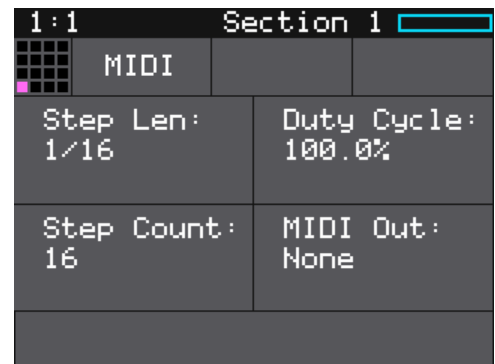 1:1 Section 1
MIDI
Step Len:
1/16
Duty Cycle:
100.0%
Step Count:
16
MIDI Out:
None